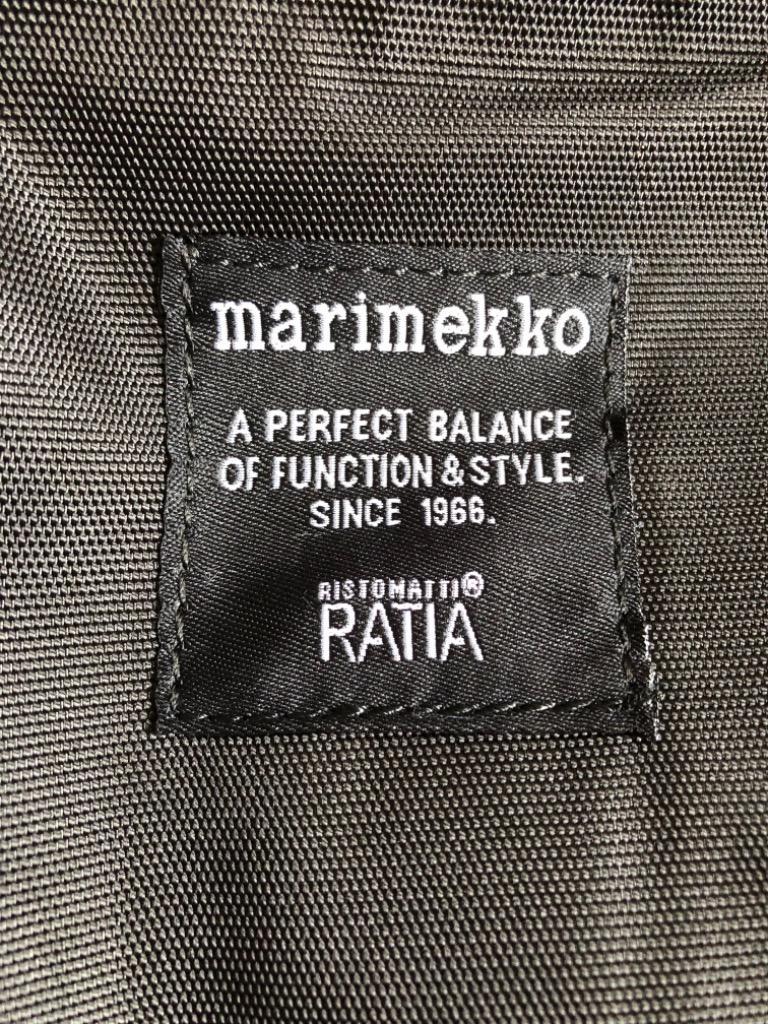 marimekko
A PERFECT BALANCE
OF FUNCTION & STYLE.
SINCE 1966.
RISTOMATTI®
RATIA